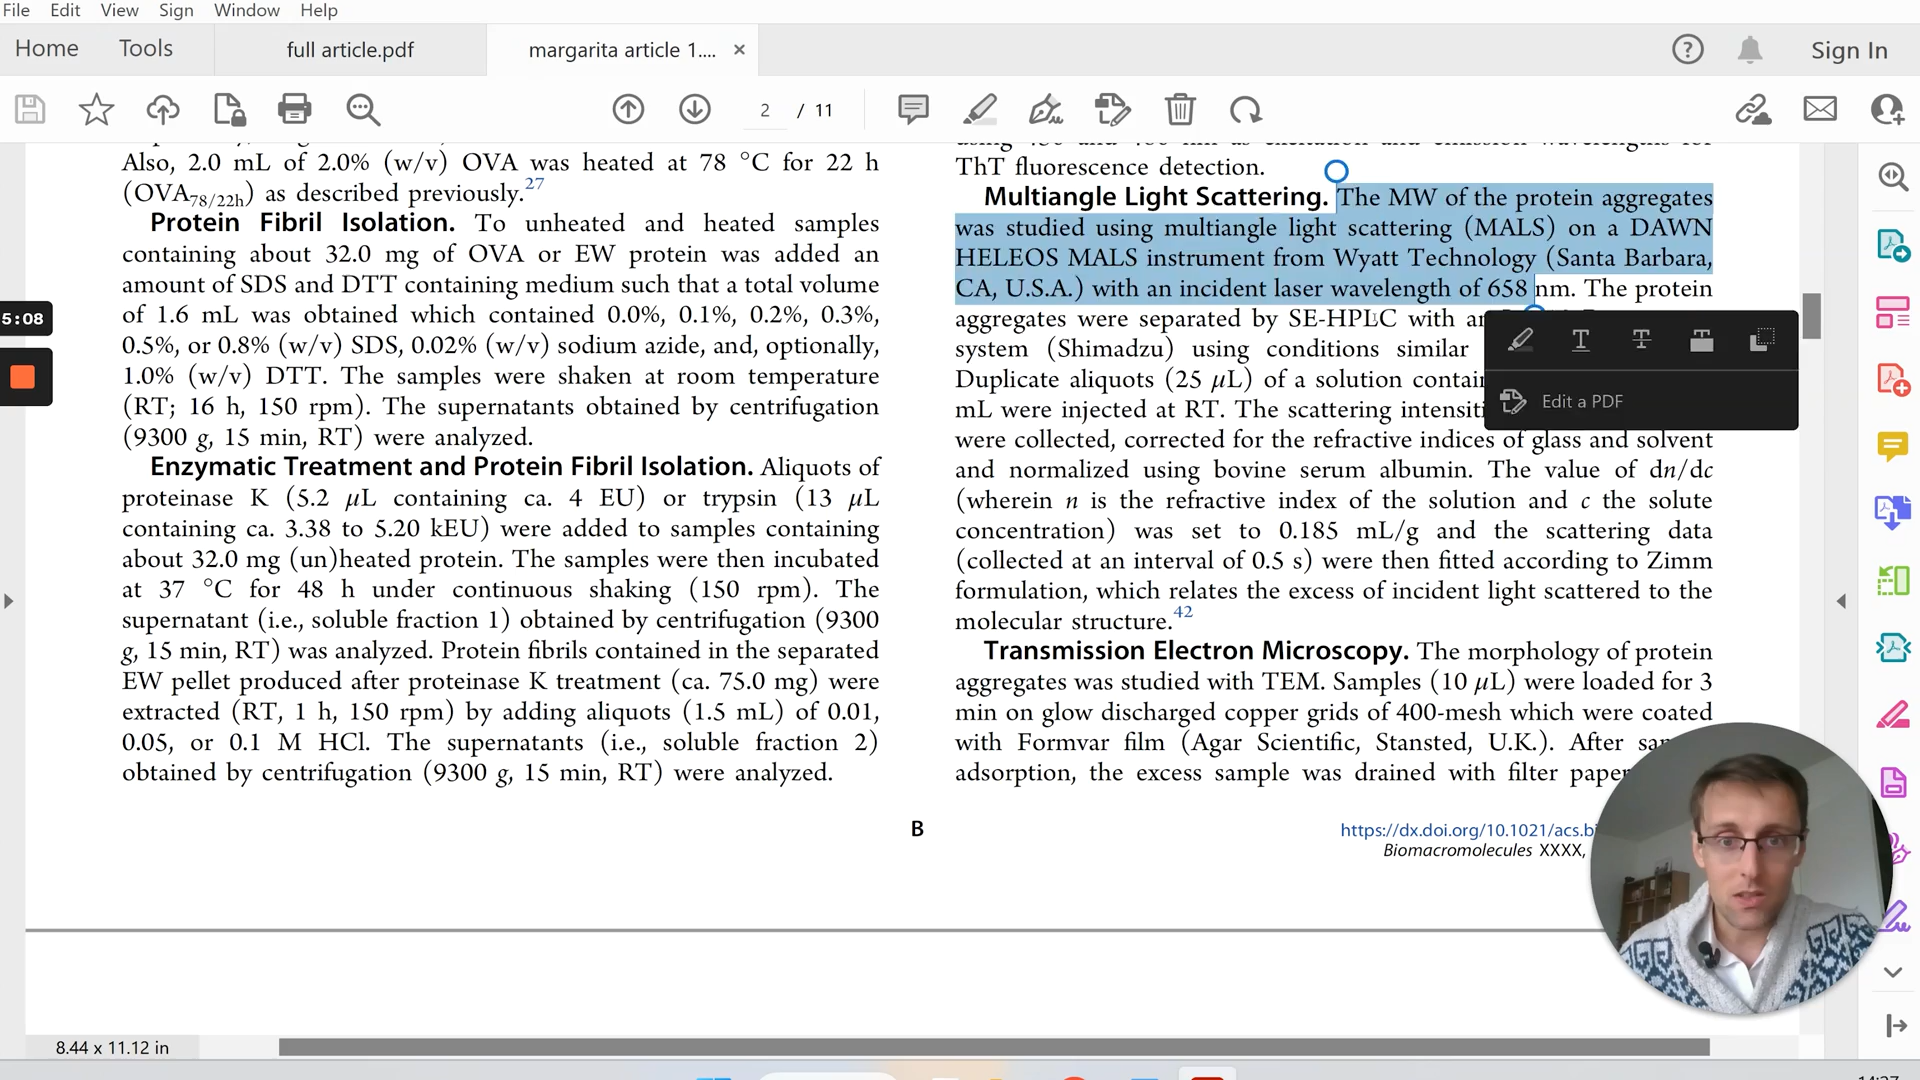 File Edit View Sign Window Help
Home Tools full article.pdf margarita article 1.... × ? Sign In
2 / 11
Also, 2.0 mL of 2.0% (w/v) OVA was heated at 78 °C for 22 h
(OVA78/22h) as described previously.27
Protein Fibril Isolation. To unheated and heated samples
containing about 32.0 mg of OVA or EW protein was added an
amount of SDS and DTT containing medium such that a total volume
of 1.6 mL was obtained which contained 0.0%, 0.1%, 0.2%, 0.3%,
0.5%, or 0.8% (w/v) SDS, 0.02% (w/v) sodium azide, and, optionally,
1.0% (w/v) DTT. The samples were shaken at room temperature
(RT; 16 h, 150 rpm). The supernatants obtained by centrifugation
(9300 g, 15 min, RT) were analyzed.
Enzymatic Treatment and Protein Fibril Isolation. Aliquots of
proteinase K (5.2 μL containing ca. 4 EU) or trypsin (13 μL
containing ca. 3.38 to 5.20 kEU) were added to samples containing
about 32.0 mg (un)heated protein. The samples were then incubated
at 37 °C for 48 h under continuous shaking (150 rpm). The
supernatant (i.e., soluble fraction 1) obtained by centrifugation (9300
g, 15 min, RT) was analyzed. Protein fibrils contained in the separated
EW pellet produced after proteinase K treatment (ca. 75.0 mg) were
extracted (RT, 1 h, 150 rpm) by adding aliquots (1.5 mL) of 0.01,
0.05, or 0.1 M HCl. The supernatants (i.e., soluble fraction 2)
obtained by centrifugation (9300 g, 15 min, RT) were analyzed.
ThT fluorescence detection.
Multiangle Light Scattering. The MW of the protein aggregates
was studied using multiangle light scattering (MALS) on a DAWN
HELEOS MALS instrument from Wyatt Technology (Santa Barbara,
CA, U.S.A.) with an incident laser wavelength of 658 nm. The protein
aggregates were separated by SE-HPLC with an
system (Shimadzu) using conditions similar
Duplicate aliquots (25 μL) of a solution
mL were injected at RT. The scattering
were collected, corrected for the refractive indices of glass and solvent
and normalized using bovine serum albumin. The value of dn/dc
(wherein n is the refractive index of the solution and c the solute
concentration) was set to 0.185 mL/g and the scattering data
(collected at an interval of 0.5 s) were then fitted according to Zimm
formulation, which relates the excess of incident light scattered to the
molecular structure.42
Transmission Electron Microscopy. The morphology of protein
aggregates was studied with TEM. Samples (10 μL) were loaded for 3
min on glow discharged copper grids of 400-mesh which were coated
with Formvar film (Agar Scientific, Stansted, U.K.). After
adsorption, the excess sample was drained with filter paper
Edit a PDF
5:08
B
https://dx.doi.org/10.1021/acs.bi
Biomacromolecules XXXX,
8.44 x 11.12 in